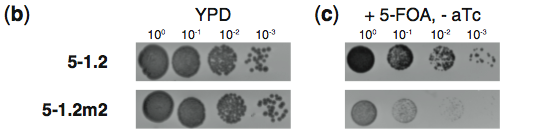 (b) YPD (c) + 5-FOA, - aTc
10⁰ 10⁻¹ 10⁻² 10⁻³ 10⁰ 10⁻¹ 10⁻² 10⁻³
5-1.2
5-1.2m2